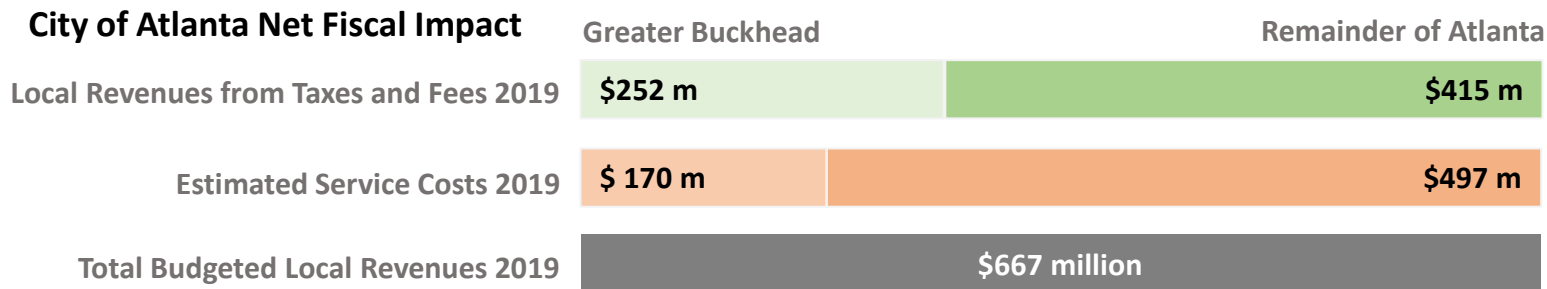 City of Atlanta Net Fiscal Impact
Greater Buckhead
Remainder of Atlanta
Local Revenues from Taxes and Fees 2019
$252 m
$415 m
Estimated Service Costs 2019
$ 170 m
$497 m
Total Budgeted Local Revenues 2019
$667 million